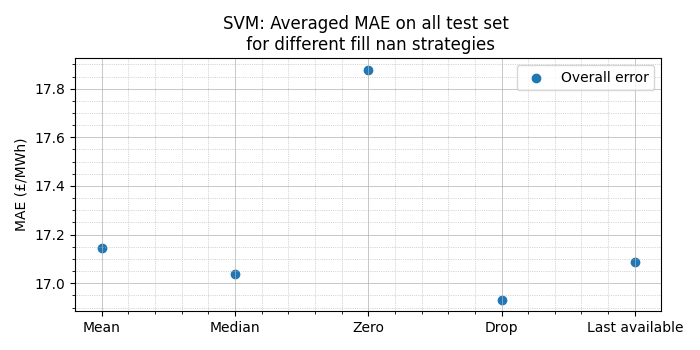 SVM: Averaged MAE on all test set
for different fill nan strategies
Overall error
MAE (£/MWh)
17.8
17.6
17.4
17.2
17.0
Mean
Median
Zero
Drop
Last available